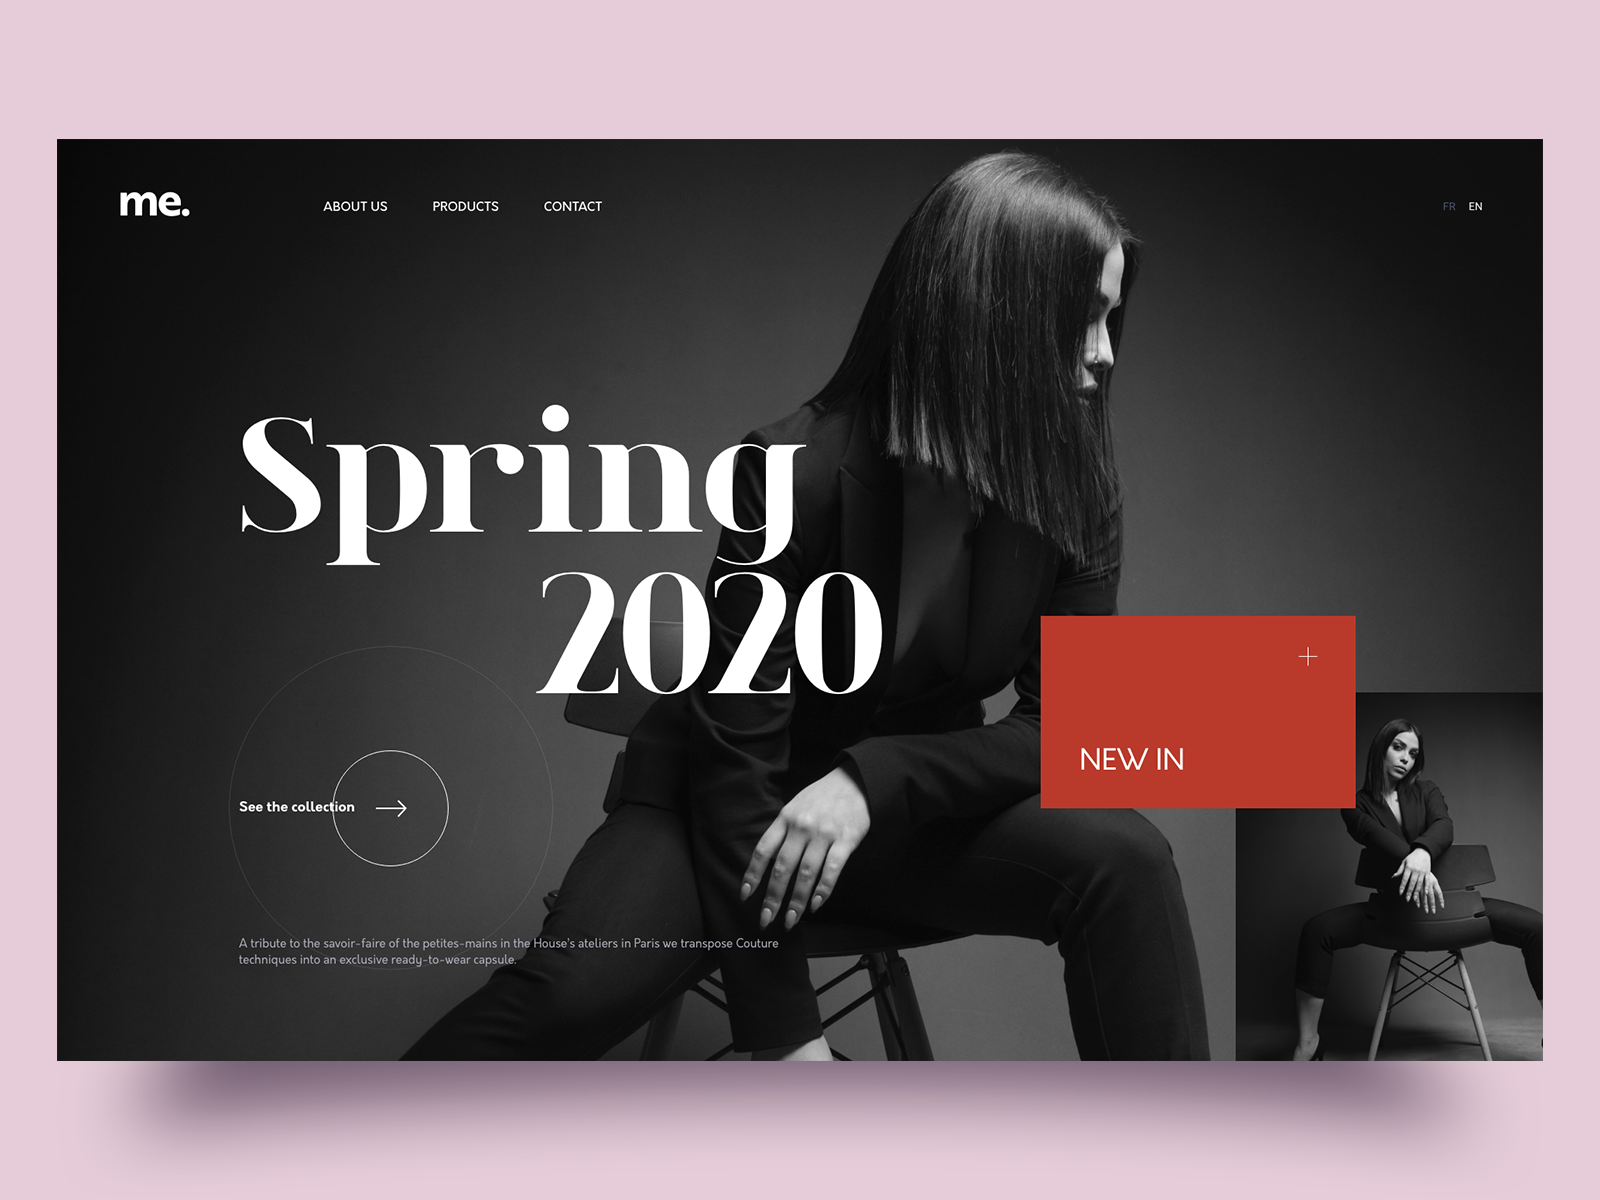 me.
ABOUT US
PRODUCTS
CONTACT
FR
EN
Spring
2020
NEW IN
See the collection
A tribute to the savoir-faire of the petites-mains in the House's ateliers in Paris we transpose Couture
techniques into an exclusive ready-to-wear capsule.